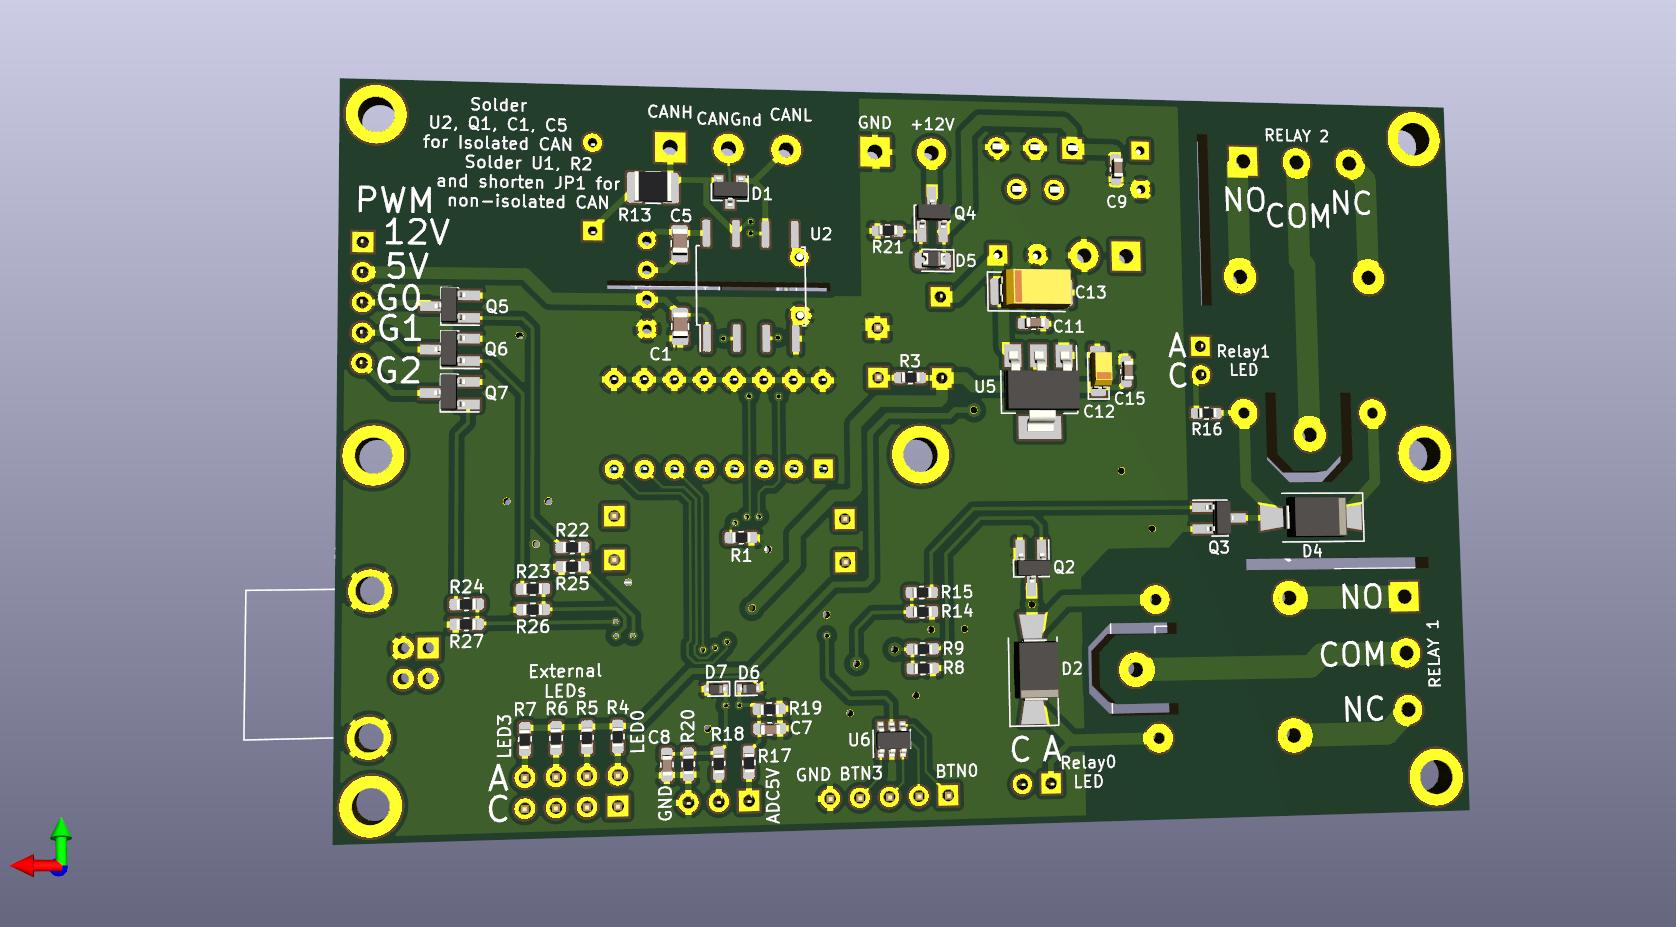 Solder
U2, Q1, C1, C5
for Isolated CAN
Solder U1, R2
and shorten JP1 for
non-isolated CAN
CANH
CANGnd
CANL
GND
+12V
RELAY 2
NO
COM
NC
PWM
12V
5V
G0
G1
G2
R13
C5
D1
U2
Q4
R21
D5
C9
Q5
Q6
Q7
C1
C13
C11
R3
U5
C12
C15
A
C
Relay1
LED
R16
R22
R25
R1
R23
R24
R26
R27
Q2
Q3
D4
R15
R14
R9
R8
D2
NO
COM
NC
RELAY 1
External
LEDs
D7
D6
R7
R6
R5
R4
LED3
LED0
R19
C7
C8
R20
R18
R17
U6
A
C
GND
ADC5V
GND
BTN3
BTN0
C
A
Relay0
LED